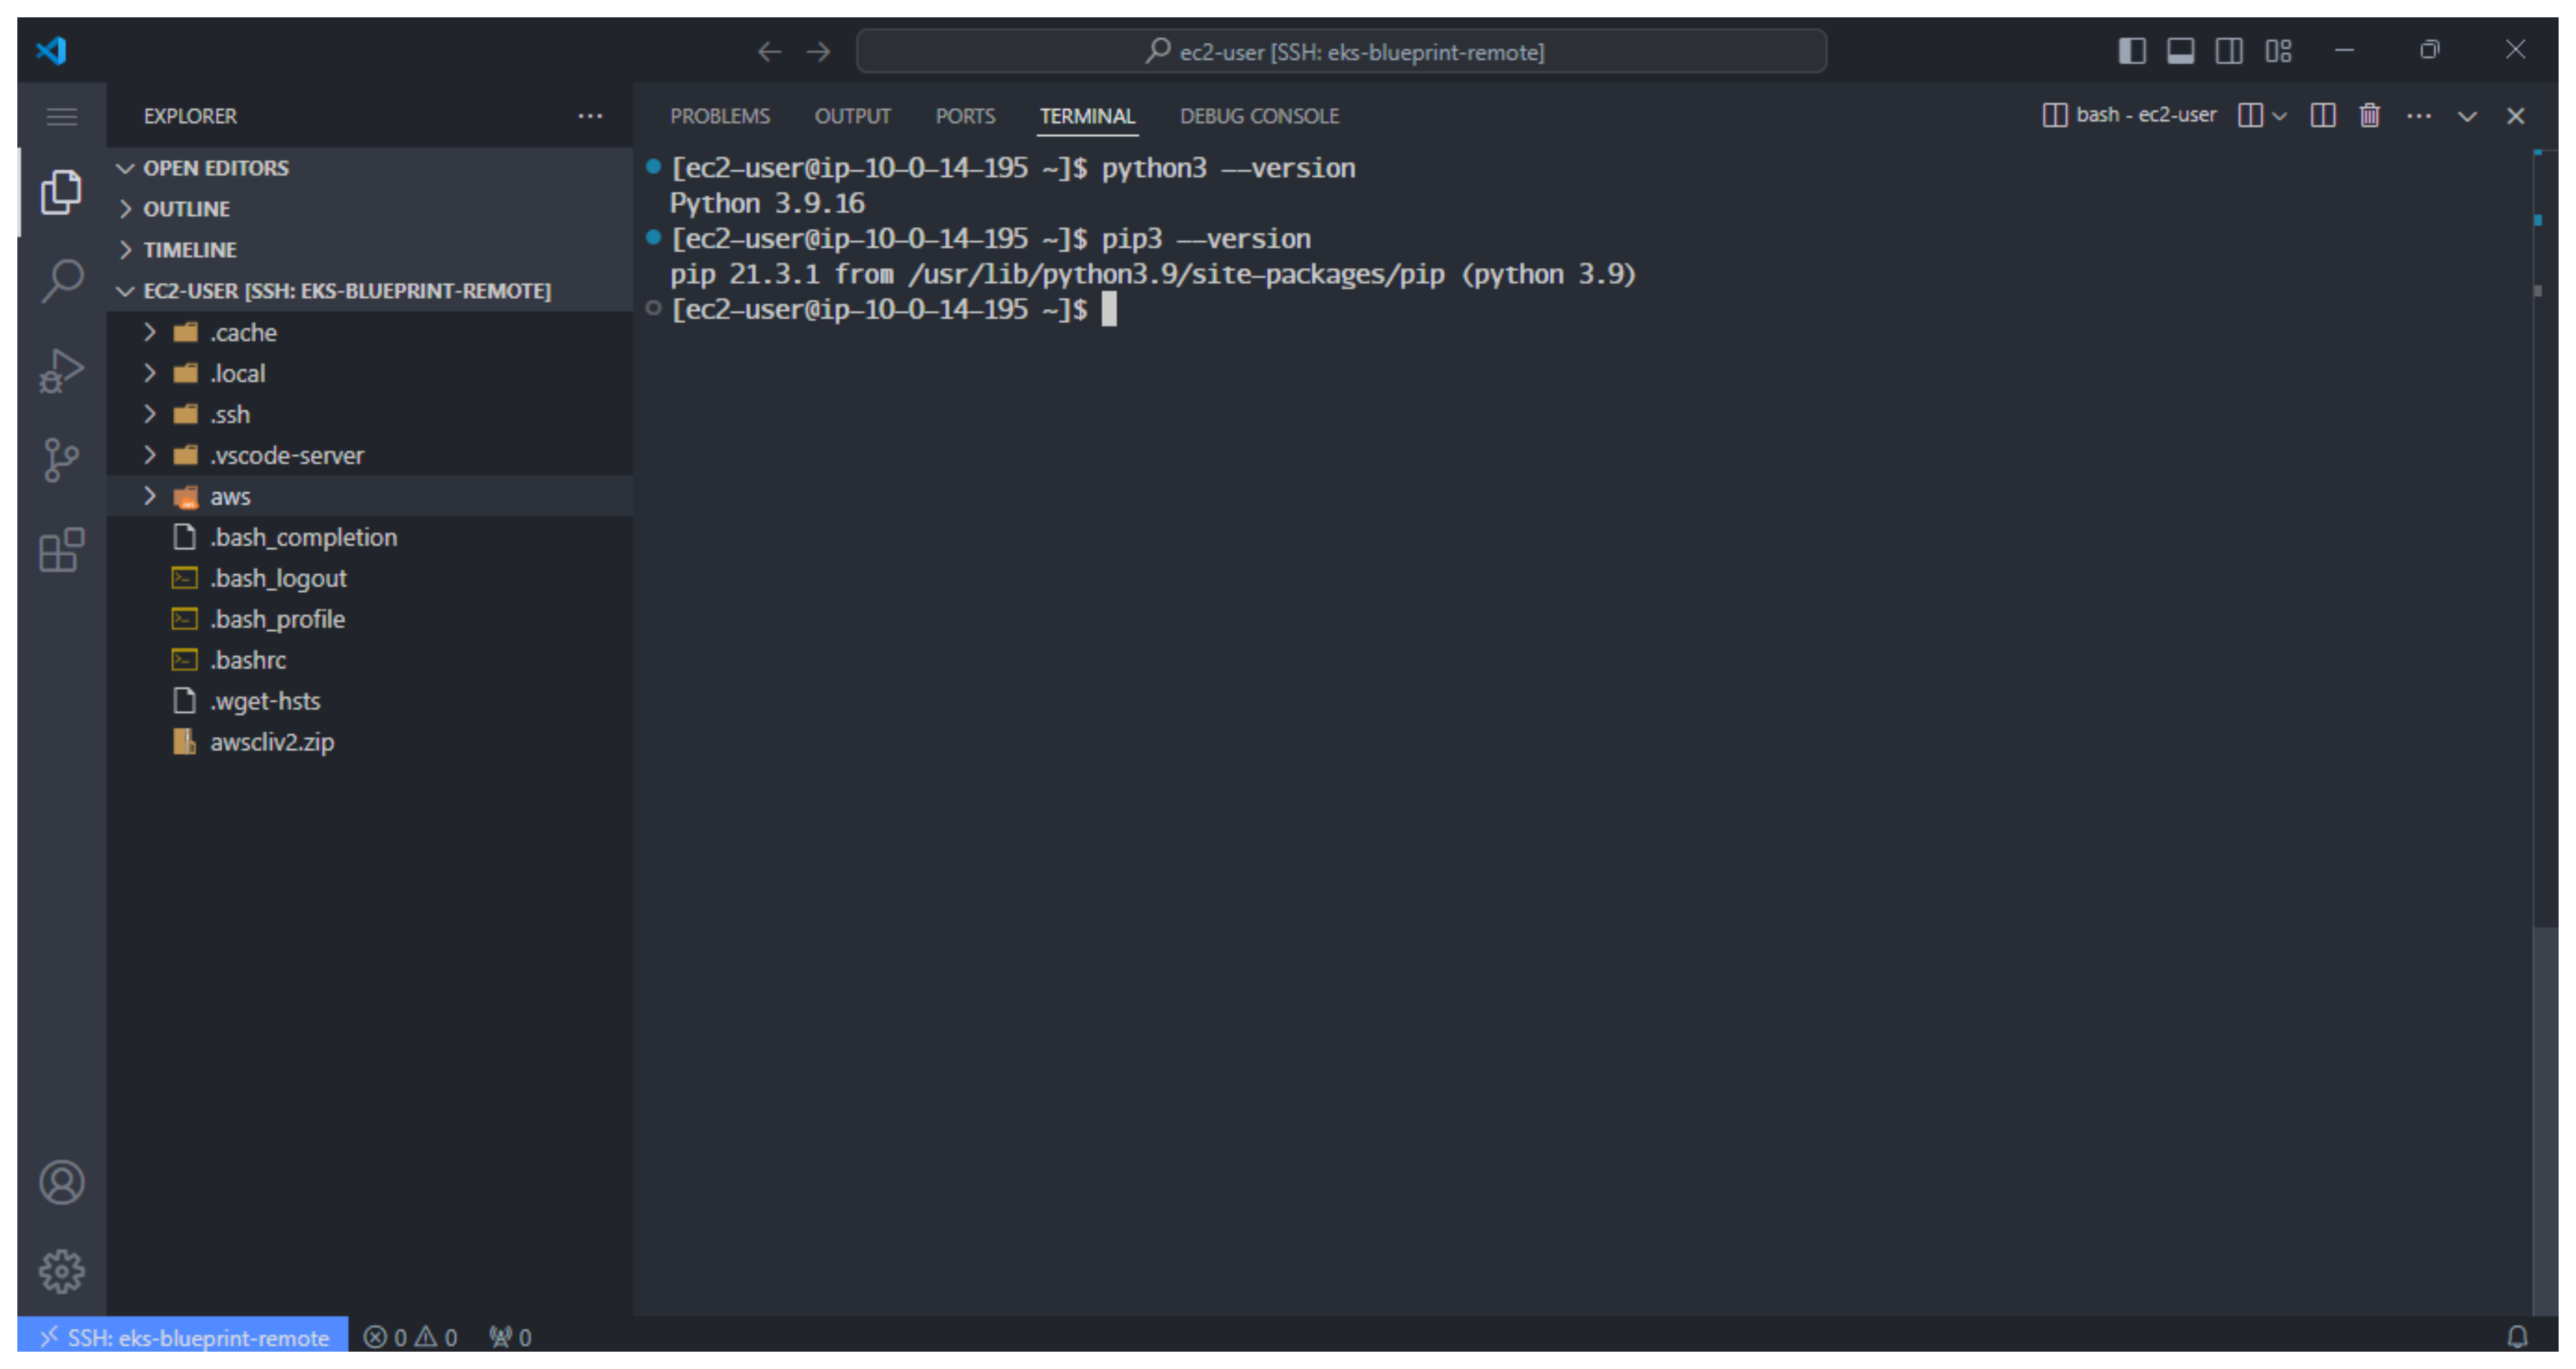 ec2-user [SSH: eks-blueprint-remote]
EXPLORER
OPEN EDITORS
OUTLINE
TIMELINE
EC2-USER [SSH: EKS-BLUEPRINT-REMOTE]
.cache
.local
.ssh
.vscode-server
aws
.bash_completion
.bash_logout
.bash_profile
.bashrc
.wget-hsts
awscliv2.zip
PROBLEMS OUTPUT PORTS TERMINAL DEBUG CONSOLE
bash - ec2-user
[ec2-user@ip-10-0-14-195 ~]$ python3 --version
Python 3.9.16
[ec2-user@ip-10-0-14-195 ~]$ pip3 --version
pip 21.3.1 from /usr/lib/python3.9/site-packages/pip (python 3.9)
[ec2-user@ip-10-0-14-195 ~]$
SSH: eks-blueprint-remote 0 0 0